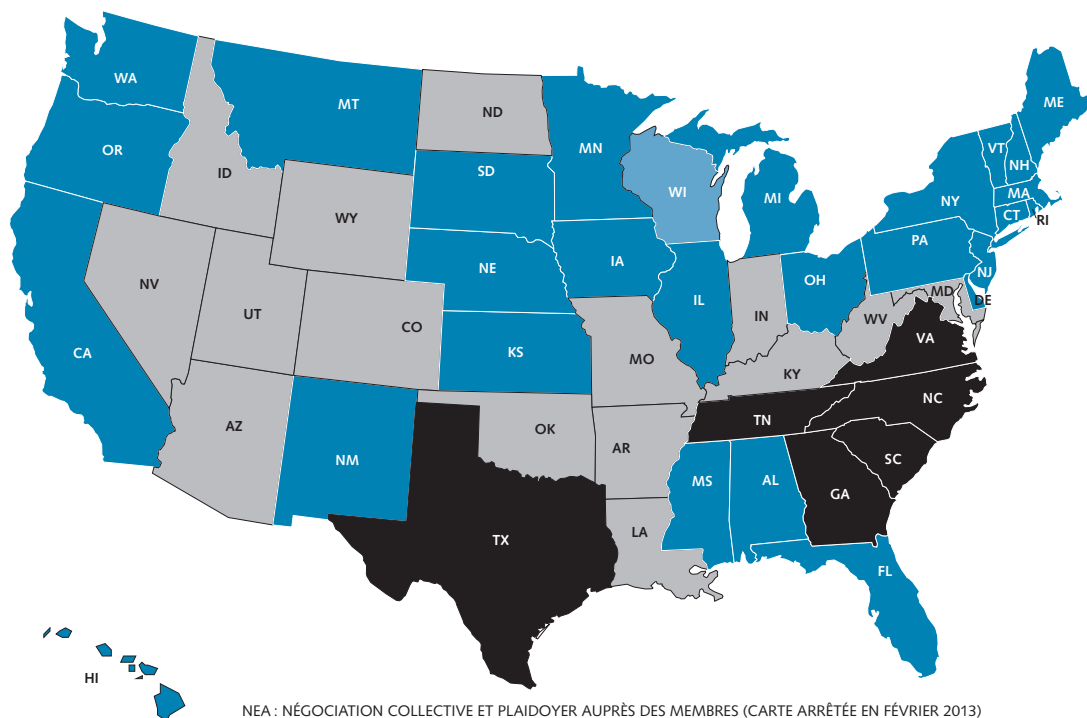 WA
MT
ND
MN
ME
OR
ID
SD
WI
MI
VT
NH
NY
MA
CT
RI
WY
NE
IA
PA
NV
UT
CO
IL
IN
OH
NJ
MD
DE
WV
CA
KS
MO
KY
VA
AZ
NM
OK
AR
TN
NC
SC
MS
AL
GA
TX
LA
FL
HI
NEA : NÉGOCIATION COLLECTIVE ET PLAIDOYER AUPRÈS DES MEMBRES (CARTE ARRÊTÉE EN FÉVRIER 2013)